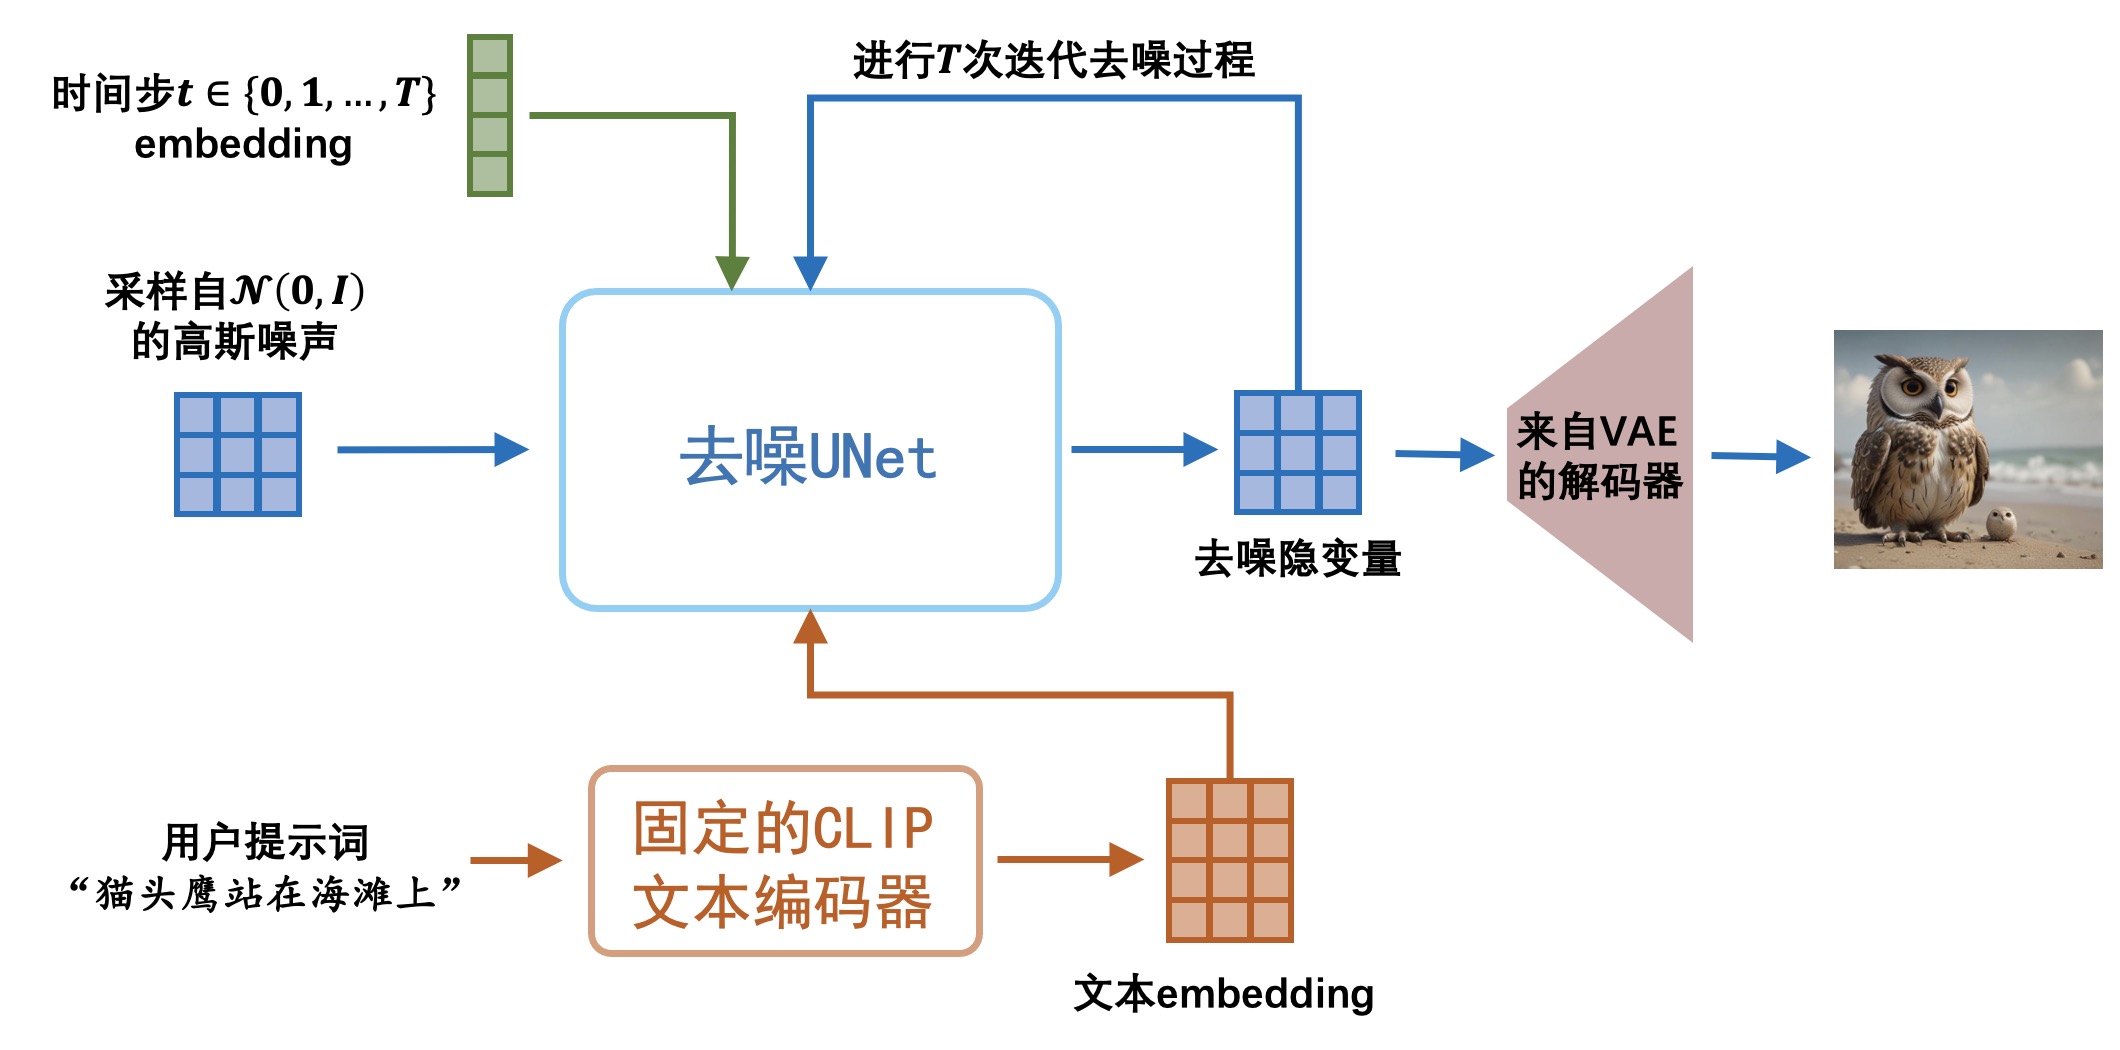 进行T次迭代去噪过程
时间步t ∈ {0, 1, ..., T}
embedding
采样自𝒩(0, I)
的高斯噪声
去噪UNet
来自VAE
的解码器
去噪隐变量
用户提示词
“猫头鹰站在海滩上”
固定的CLIP
文本编码器
文本embedding